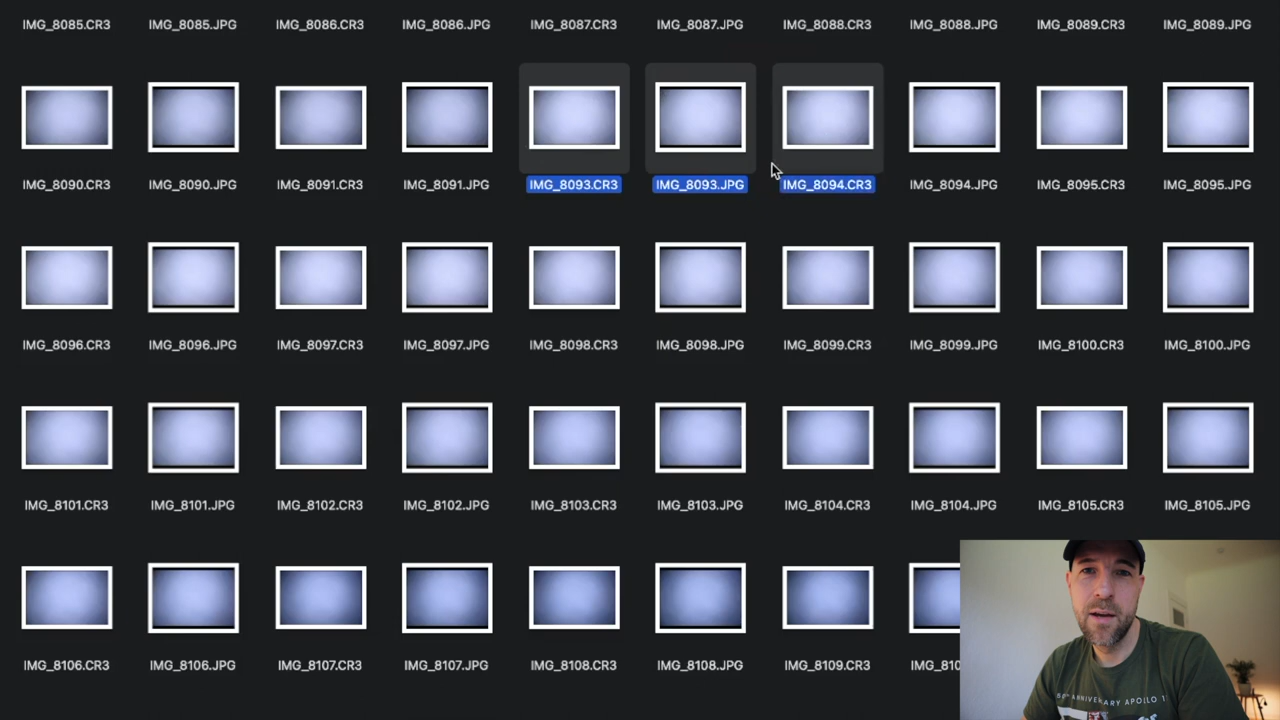 IMG_8085.CR3 IMG_8085.JPG IMG_8086.CR3 IMG_8086.JPG IMG_8087.CR3 IMG_8087.JPG IMG_8088.CR3 IMG_8088.JPG IMG_8089.CR3 IMG_8089.JPG
IMG_8090.CR3 IMG_8090.JPG IMG_8091.CR3 IMG_8091.JPG IMG_8093.CR3 IMG_8093.JPG IMG_8094.CR3 IMG_8094.JPG IMG_8095.CR3 IMG_8095.JPG
IMG_8096.CR3 IMG_8096.JPG IMG_8097.CR3 IMG_8097.JPG IMG_8098.CR3 IMG_8098.JPG IMG_8099.CR3 IMG_8099.JPG IMG_8100.CR3 IMG_8100.JPG
IMG_8101.CR3 IMG_8101.JPG IMG_8102.CR3 IMG_8102.JPG IMG_8103.CR3 IMG_8103.JPG IMG_8104.CR3 IMG_8104.JPG IMG_8105.CR3 IMG_8105.JPG
IMG_8106.CR3 IMG_8106.JPG IMG_8107.CR3 IMG_8107.JPG IMG_8108.CR3 IMG_8108.JPG IMG_8109.CR3 IMG_810
ANNIVERSARY APOLLO 1